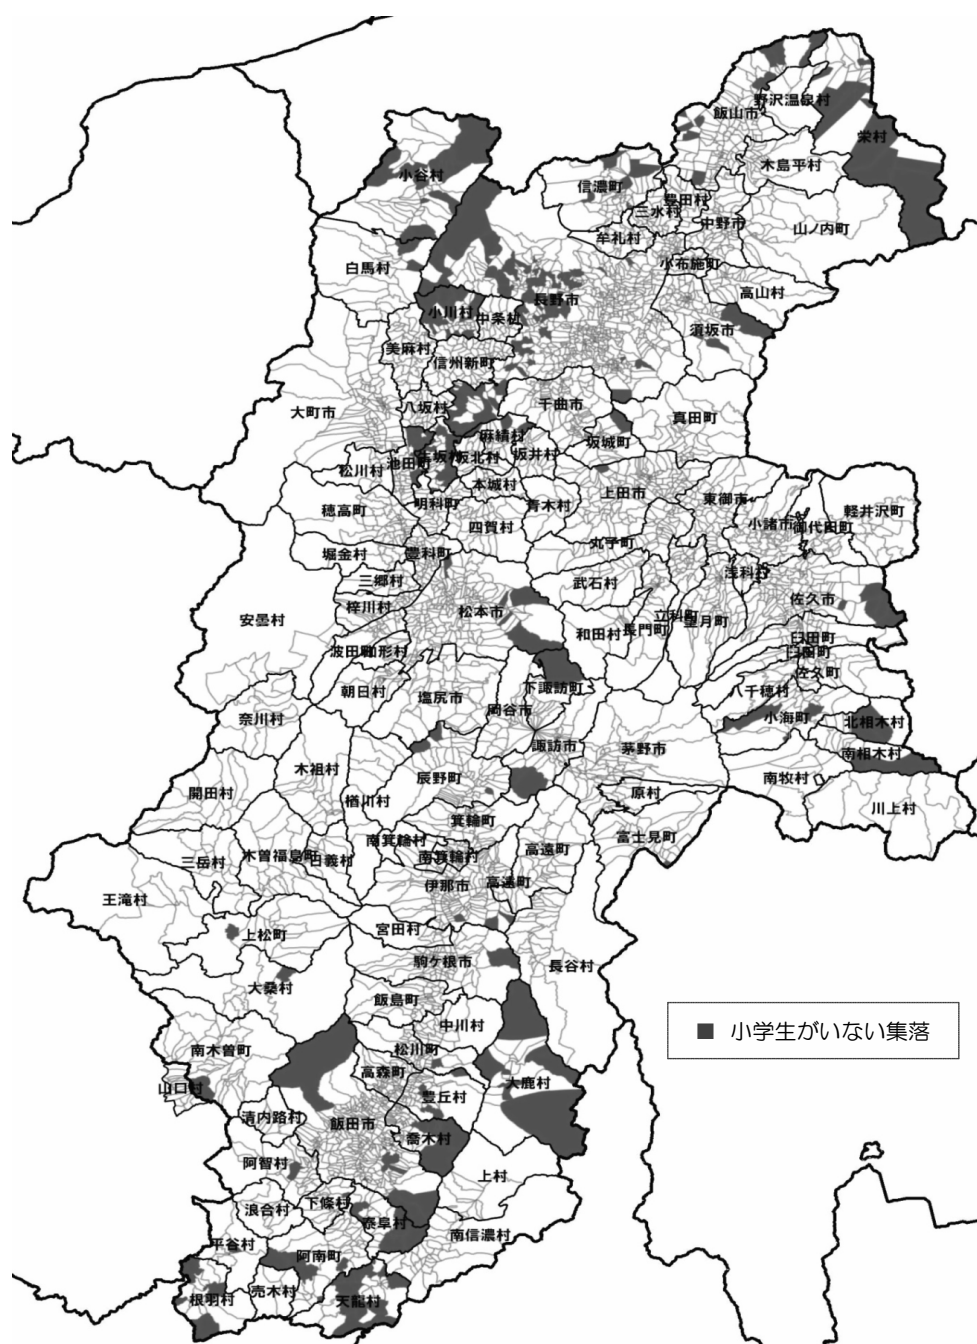 野沢温泉村
飯山市
栄村
木島平村
小谷村
信濃町
豊田村
三水村
中野市
山ノ内町
牟礼村
白馬村
小布施町
高山村
長野市
小川村
中条村
須坂市
美麻村
信州新町
大町市
八坂村
千曲市
真田町
麻績村
坂城町
池田町
生坂村
坂北村
坂井村
松川村
本城村
上田市
東御市
明科町
青木村
穂高町
四賀村
小諸市
御代田町
軽井沢町
丸子町
堀金村
豊科町
浅科村
三郷村
武石村
佐久市
梓川村
松本市
立科町
望月町
安曇村
和田村
長門町
臼田町
臼田町
波田町
山形村
佐久町
朝日村
下諏訪町
八千穂村
塩尻市
岡谷市
小海町
北相木村
奈川村
諏訪市
茅野市
南相木村
木祖村
辰野町
南牧村
開田村
楢川村
原村
川上村
箕輪町
富士見町
南箕輪村
高遠町
三岳村
木曽福島町
日義村
南箕輪村
伊那市
高遠町
王滝村
上松町
宮田村
駒ケ根市
長谷村
大桑村
飯島町
中川村
小学生がいない集落
南木曽町
松川町
高森町
大鹿村
山口村
豊丘村
清内路村
飯田市
喬木村
阿智村
上村
浪合村
下條村
泰阜村
平谷村
阿南町
南信濃村
売木村
根羽村
天龍村